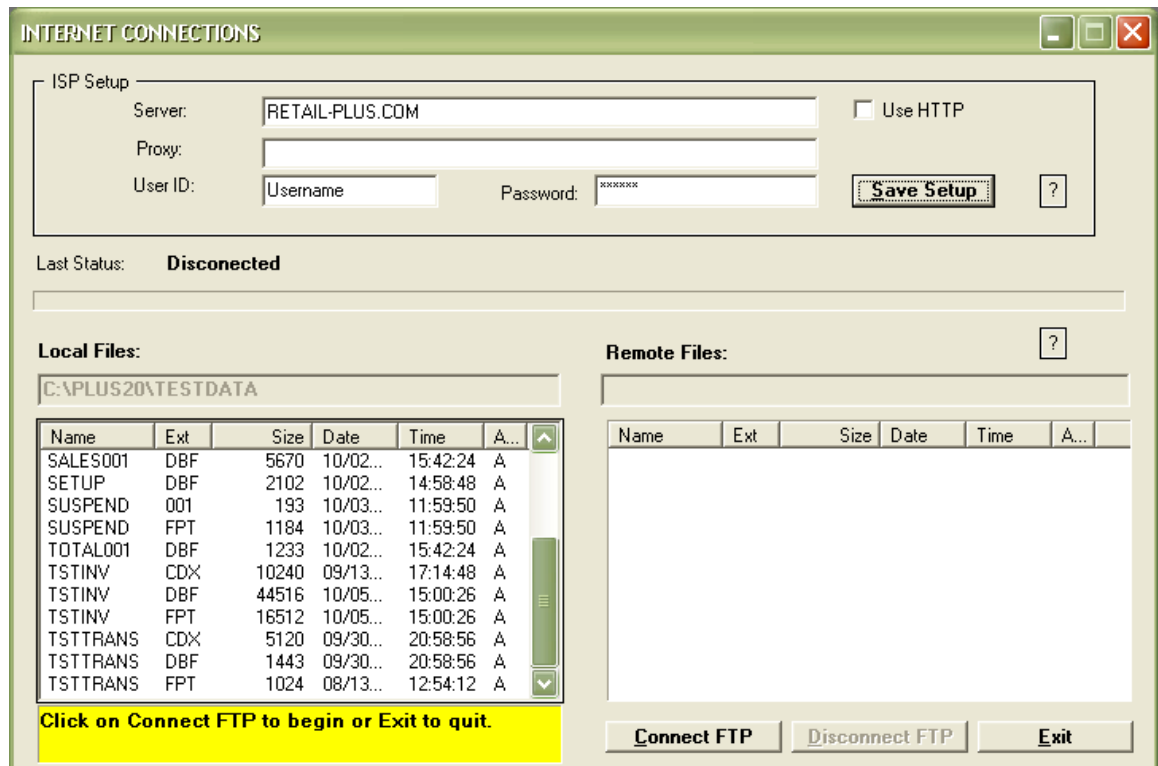 INTERNET CONNECTIONS
ISP Setup
Server: RETAIL-PLUS.COM Use HTTP
Proxy:
User ID: Username Password: ****** Save Setup ?
Last Status: Disconected
?
Local Files: Remote Files:
C:\PLUS20\TESTDATA
Name Ext Size Date Time A... Name Ext Size Date Time A...
SALES001 DBF 5670 10/02... 15:42:24 A
SETUP DBF 2102 10/02... 14:58:48 A
SUSPEND 001 193 10/03... 11:59:50 A
SUSPEND FPT 1184 10/03... 11:59:50 A
TOTAL001 DBF 1233 10/02... 15:42:24 A
TSTINV CDX 10240 09/13... 17:14:48 A
TSTINV DBF 44516 10/05... 15:00:26 A
TSTINV FPT 16512 10/05... 15:00:26 A
TSTTRANS CDX 5120 09/30... 20:58:56 A
TSTTRANS DBF 1443 09/30... 20:58:56 A
TSTTRANS FPT 1024 08/13... 12:54:12 A
Click on Connect FTP to begin or Exit to quit.
Connect FTP Disconnect FTP Exit